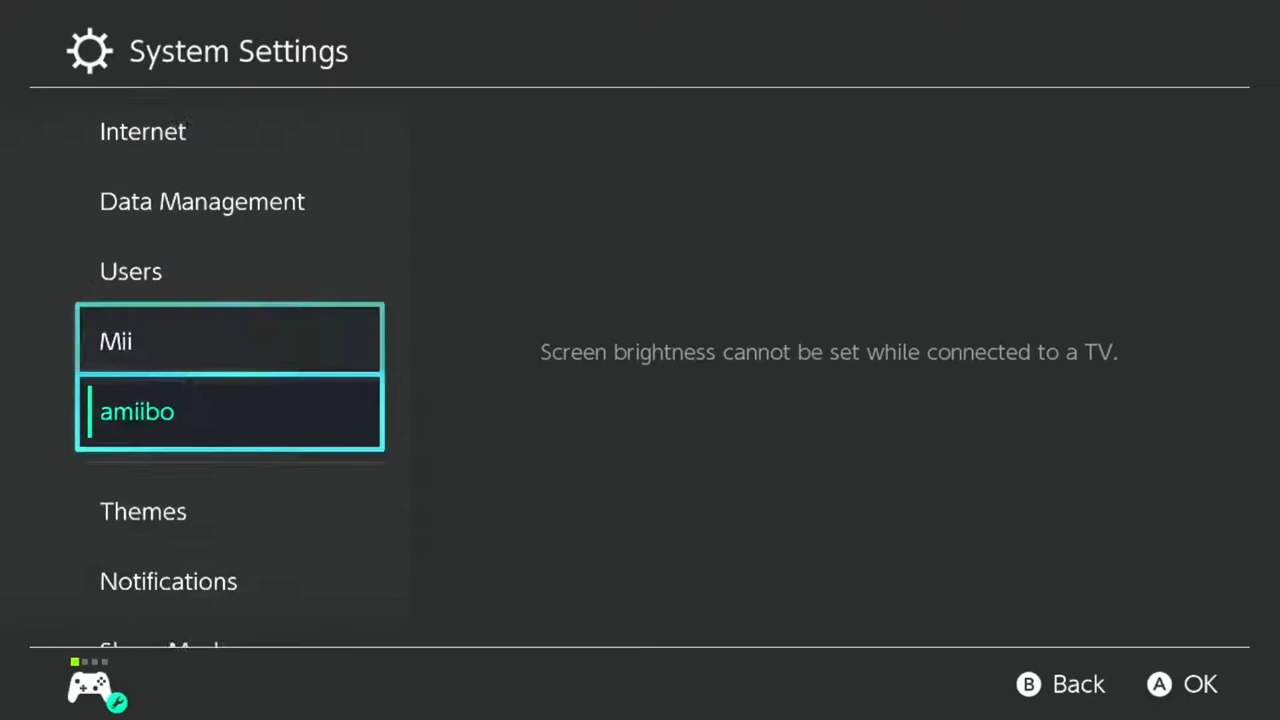 System Settings
Internet
Data Management
Users
Mii
amiibo
Screen brightness cannot be set while connected to a TV.
Themes
Notifications
B Back
A OK